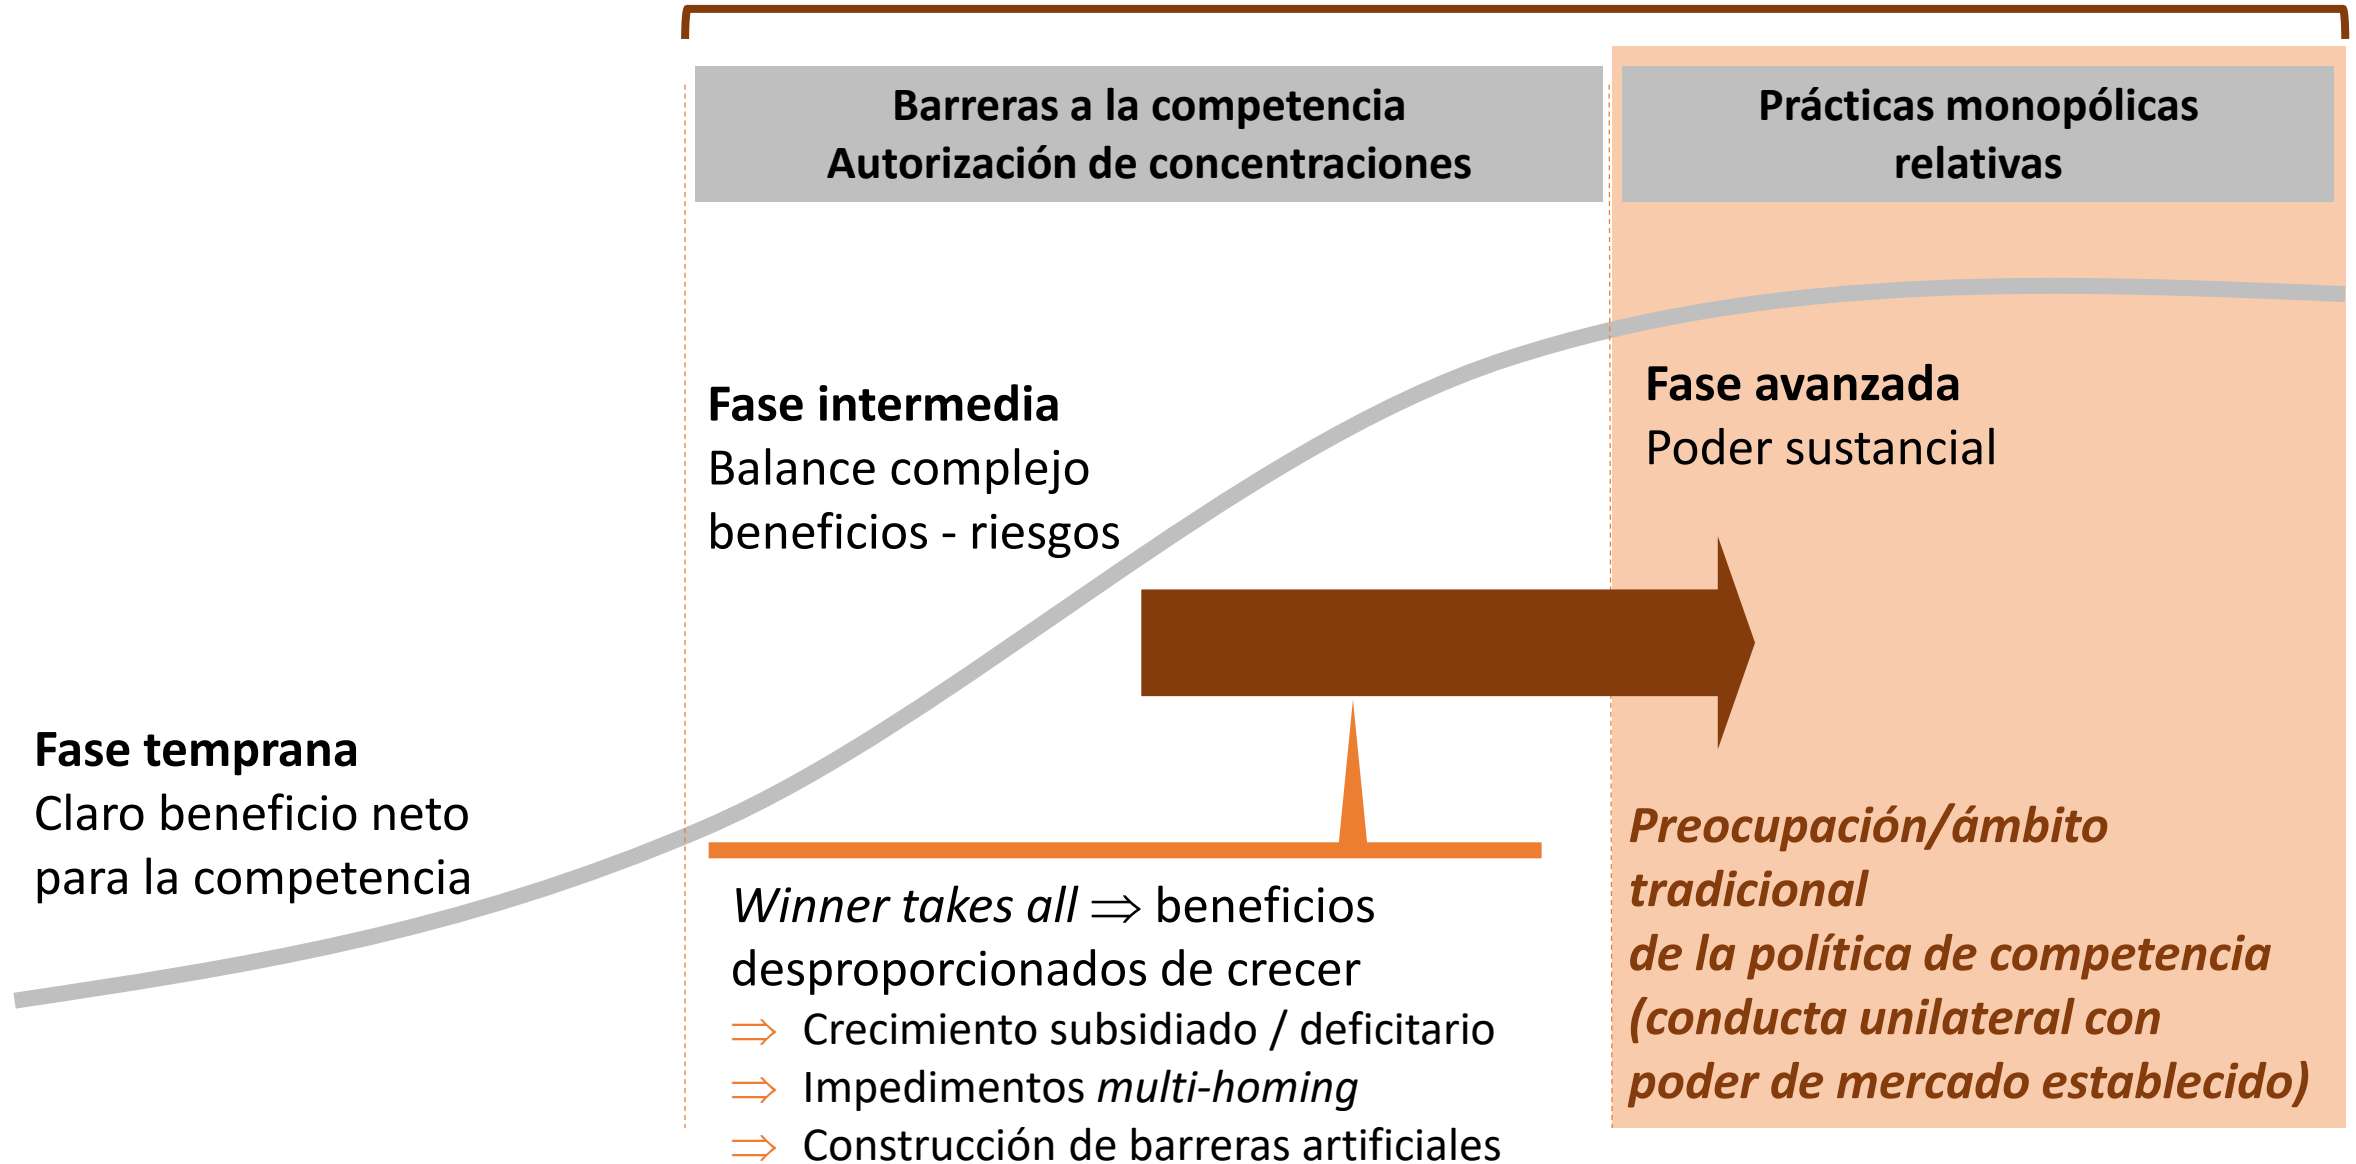 Barreras a la competencia
Autorización de concentraciones
Prácticas monopólicas
relativas
Fase temprana
Claro beneficio neto
para la competencia
Fase intermedia
Balance complejo
beneficios - riesgos
Winner takes all ⇒ beneficios
desproporcionados de crecer
⇒ Crecimiento subsidiado / deficitario
⇒ Impedimentos multi-homing
⇒ Construcción de barreras artificiales
Fase avanzada
Poder sustancial
Preocupación/ámbito
tradicional
de la política de competencia
(conducta unilateral con
poder de mercado establecido)